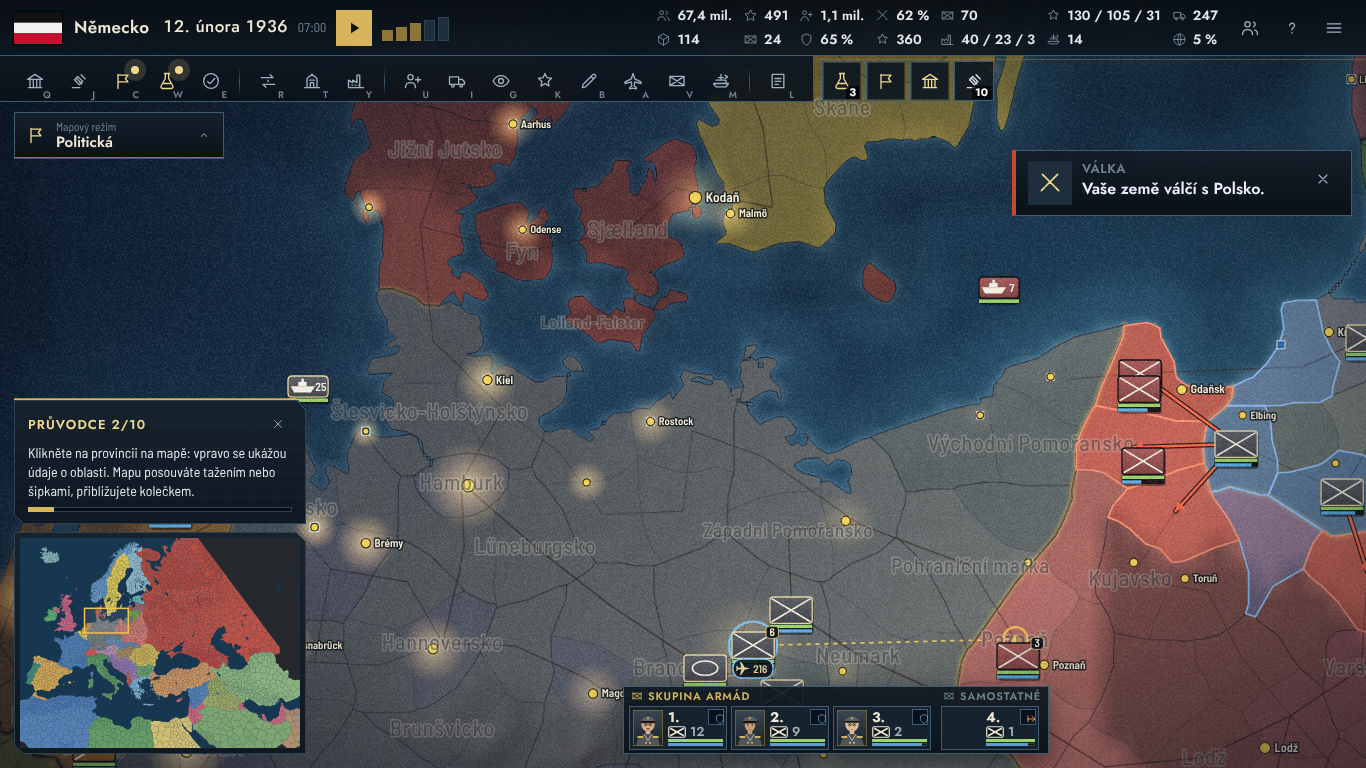 Německo 12. února 1936 07:00
67,4 mil. 491 1,1 mil. 62 % 70 130 / 105 / 31 247
114 24 65 % 360 40 / 23 / 3 14 5 %
?
Q J C W E R T Y U I G K B A V M L
3 10
Mapový režim
Politická
VÁLKA
Vaše země válčí s Polsko.
Skåne
Aarhus
Jižní Jutsko
Kodaň
Malmö
Odense
Sjælland
Fyn
7
Lolland-Falster
Kiel
25
Šlesvicko-Holštýnsko
Rostock
Gdaňsk
Elbing
Východní Pomořansko
PRŮVODCE 2/10
Klikněte na provincii na mapě: vpravo se ukážou
údaje o oblasti. Mapu posouváte tažením nebo
šipkami, přibližujete kolečkem.
Hamburk
Západní Pomořansko
Brémy
Lüneburgsko
Pohraniční marka
Kujavsko
Toruň
Hannoversko
6
216
Neumark
3
Poznaň
Brunšvicko
SKUPINA ARMÁD SAMOSTATNÉ
1. 2. 3. 4.
12 9 2 1
Lodž
Lodž